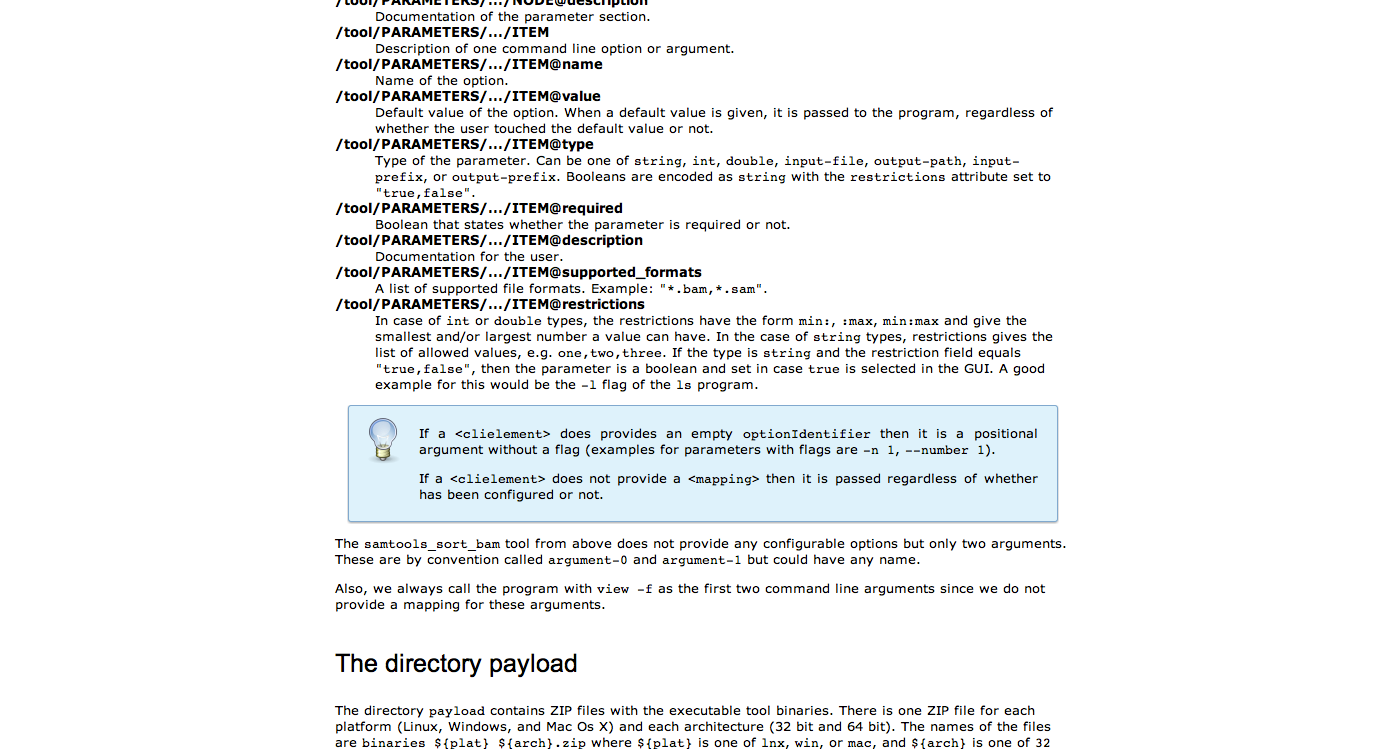 /tool/PARAMETERS/.../NODE@description
Documentation of the parameter section.
/tool/PARAMETERS/.../ITEM
Description of one command line option or argument.
/tool/PARAMETERS/.../ITEM@name
Name of the option.
/tool/PARAMETERS/.../ITEM@value
Default value of the option. When a default value is given, it is passed to the program, regardless of
whether the user touched the default value or not.
/tool/PARAMETERS/.../ITEM@type
Type of the parameter. Can be one of string, int, double, input-file, output-path, input-
prefix, or output-prefix. Booleans are encoded as string with the restrictions attribute set to
"true,false".
/tool/PARAMETERS/.../ITEM@required
Boolean that states whether the parameter is required or not.
/tool/PARAMETERS/.../ITEM@description
Documentation for the user.
/tool/PARAMETERS/.../ITEM@supported_formats
A list of supported file formats. Example: "*.bam,*.sam".
/tool/PARAMETERS/.../ITEM@restrictions
In case of int or double types, the restrictions have the form min:, :max, min:max and give the
smallest and/or largest number a value can have. In the case of string types, restrictions gives the
list of allowed values, e.g. one,two,three. If the type is string and the restriction field equals
"true,false", then the parameter is a boolean and set in case true is selected in the GUI. A good
example for this would be the -l flag of the ls program.
If a <clielement> does provides an empty optionIdentifier then it is a positional
argument without a flag (examples for parameters with flags are -n 1, --number 1).
If a <clielement> does not provide a <mapping> then it is passed regardless of whether
has been configured or not.
The samtools_sort_bam tool from above does not provide any configurable options but only two arguments.
These are by convention called argument-0 and argument-1 but could have any name.
Also, we always call the program with view -f as the first two command line arguments since we do not
provide a mapping for these arguments.
The directory payload
The directory payload contains ZIP files with the executable tool binaries. There is one ZIP file for each
platform (Linux, Windows, and Mac Os X) and each architecture (32 bit and 64 bit). The names of the files
are binaries_${plat}_${arch}.zip where ${plat} is one of lnx, win, or mac, and ${arch} is one of 32